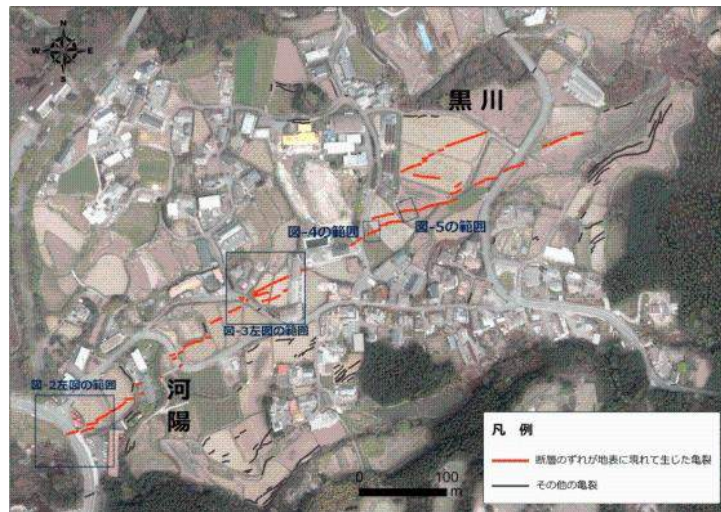 N
W E
S
黒川
図-4の範囲
図-5の範囲
図-3左図の範囲
図-2左図の範囲
河陽
凡 例
断層のずれが地表に現れて生じた亀裂
その他の亀裂
0 100
m